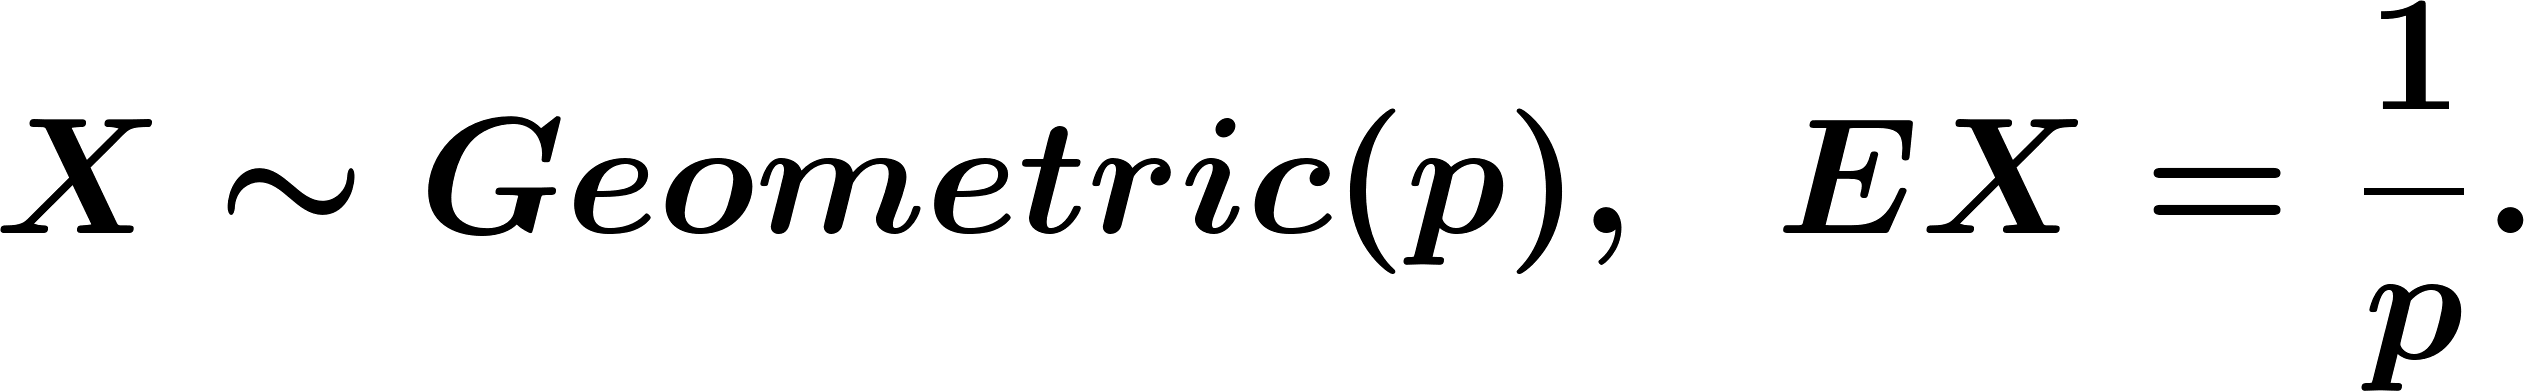 X ∼ Geometric(p), EX = 1/p.